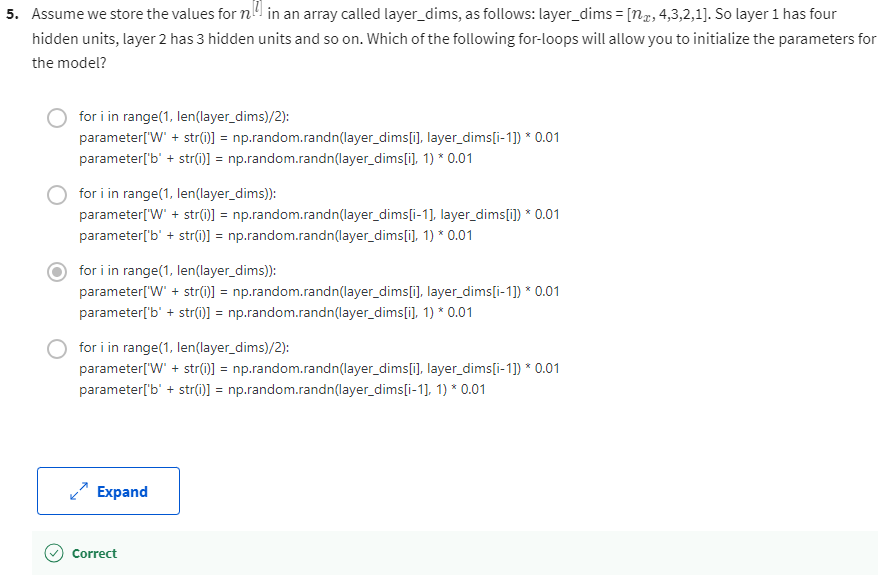 5. Assume we store the values for n^[l] in an array called layer_dims, as follows: layer_dims = [n_x, 4,3,2,1]. So layer 1 has four
hidden units, layer 2 has 3 hidden units and so on. Which of the following for-loops will allow you to initialize the parameters for
the model?
for i in range(1, len(layer_dims)/2):
parameter['W' + str(i)] = np.random.randn(layer_dims[i], layer_dims[i-1]) * 0.01
parameter['b' + str(i)] = np.random.randn(layer_dims[i], 1) * 0.01
for i in range(1, len(layer_dims)):
parameter['W' + str(i)] = np.random.randn(layer_dims[i-1], layer_dims[i]) * 0.01
parameter['b' + str(i)] = np.random.randn(layer_dims[i], 1) * 0.01
for i in range(1, len(layer_dims)):
parameter['W' + str(i)] = np.random.randn(layer_dims[i], layer_dims[i-1]) * 0.01
parameter['b' + str(i)] = np.random.randn(layer_dims[i], 1) * 0.01
for i in range(1, len(layer_dims)/2):
parameter['W' + str(i)] = np.random.randn(layer_dims[i], layer_dims[i-1]) * 0.01
parameter['b' + str(i)] = np.random.randn(layer_dims[i-1], 1) * 0.01
Expand
Correct